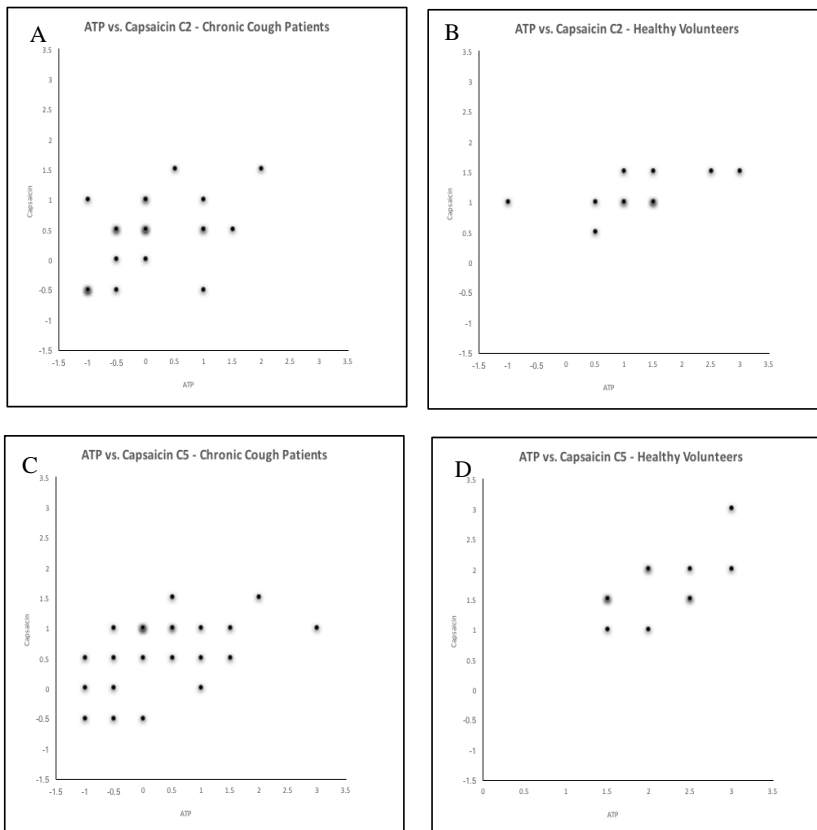 A
ATP vs. Capsaicin C2 - Chronic Cough Patients
3.5
3
2.5
2
1.5
1
0.5
0
-0.5
-1
-1.5
Capsaicin
-1.5 -1 -0.5 0 0.5 1 1.5 2 2.5 3 3.5
ATP
B
ATP vs. Capsaicin C2 - Healthy Volunteers
3.5
3
2.5
2
1.5
1
0.5
0
-0.5
-1
-1.5
Capsaicin
-1.5 -1 -0.5 0 0.5 1 1.5 2 2.5 3 3.5
ATP
C
ATP vs. Capsaicin C5 - Chronic Cough Patients
3.5
3
2.5
2
1.5
1
0.5
0
-0.5
-1
-1.5
Capsaicin
-1.5 -1 -0.5 0 0.5 1 1.5 2 2.5 3 3.5
ATP
D
ATP vs. Capsaicin C5 - Healthy Volunteers
3.5
3
2.5
2
1.5
1
0.5
0
-0.5
-1
-1.5
Capsaicin
0 0.5 1 1.5 2 2.5 3 3.5
ATP